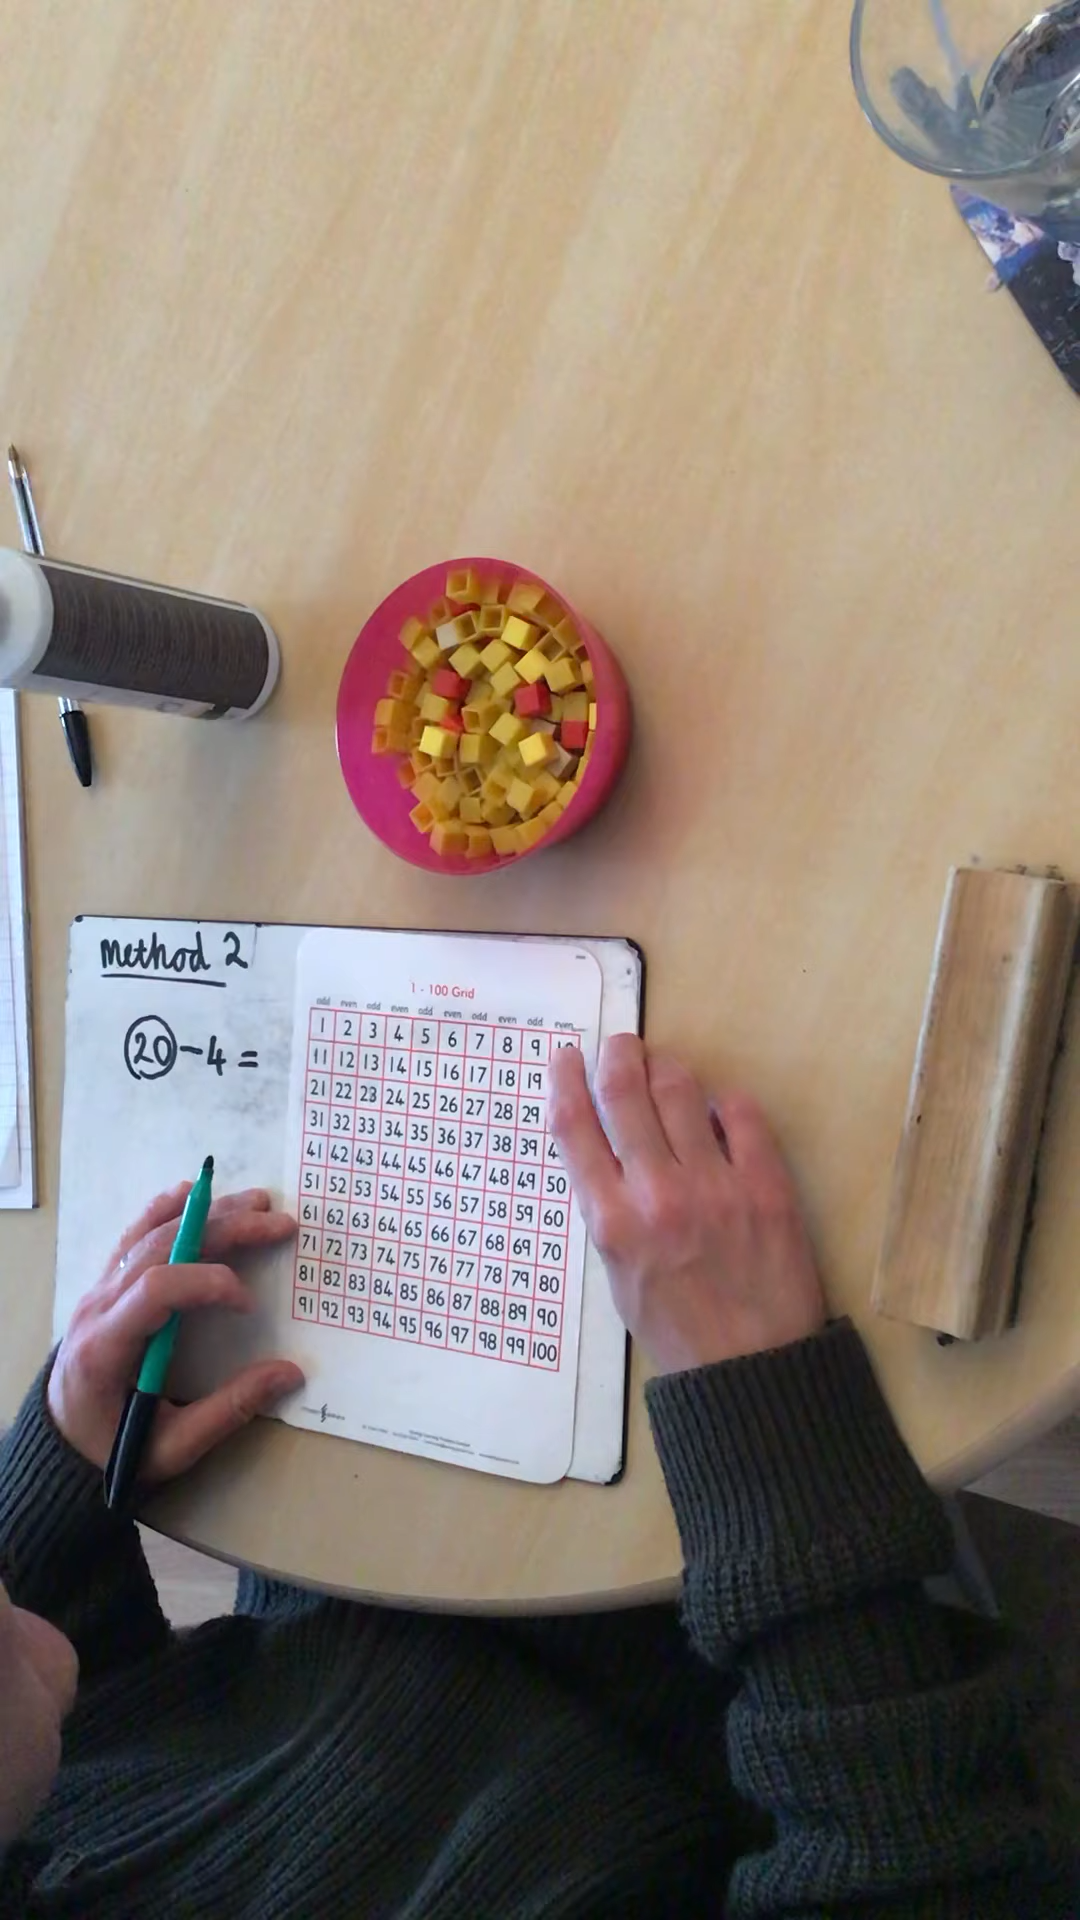 Method 2
20 - 4 =
1 - 100 Grid
odd even odd even odd even odd even odd even
1 2 3 4 5 6 7 8 9 10
11 12 13 14 15 16 17 18 19
21 22 23 24 25 26 27 28 29
31 32 33 34 35 36 37 38 39 4
41 42 43 44 45 46 47 48 49 50
51 52 53 54 55 56 57 58 59 60
61 62 63 64 65 66 67 68 69 70
71 72 73 74 75 76 77 78 79 80
81 82 83 84 85 86 87 88 89 90
91 92 93 94 95 96 97 98 99 100